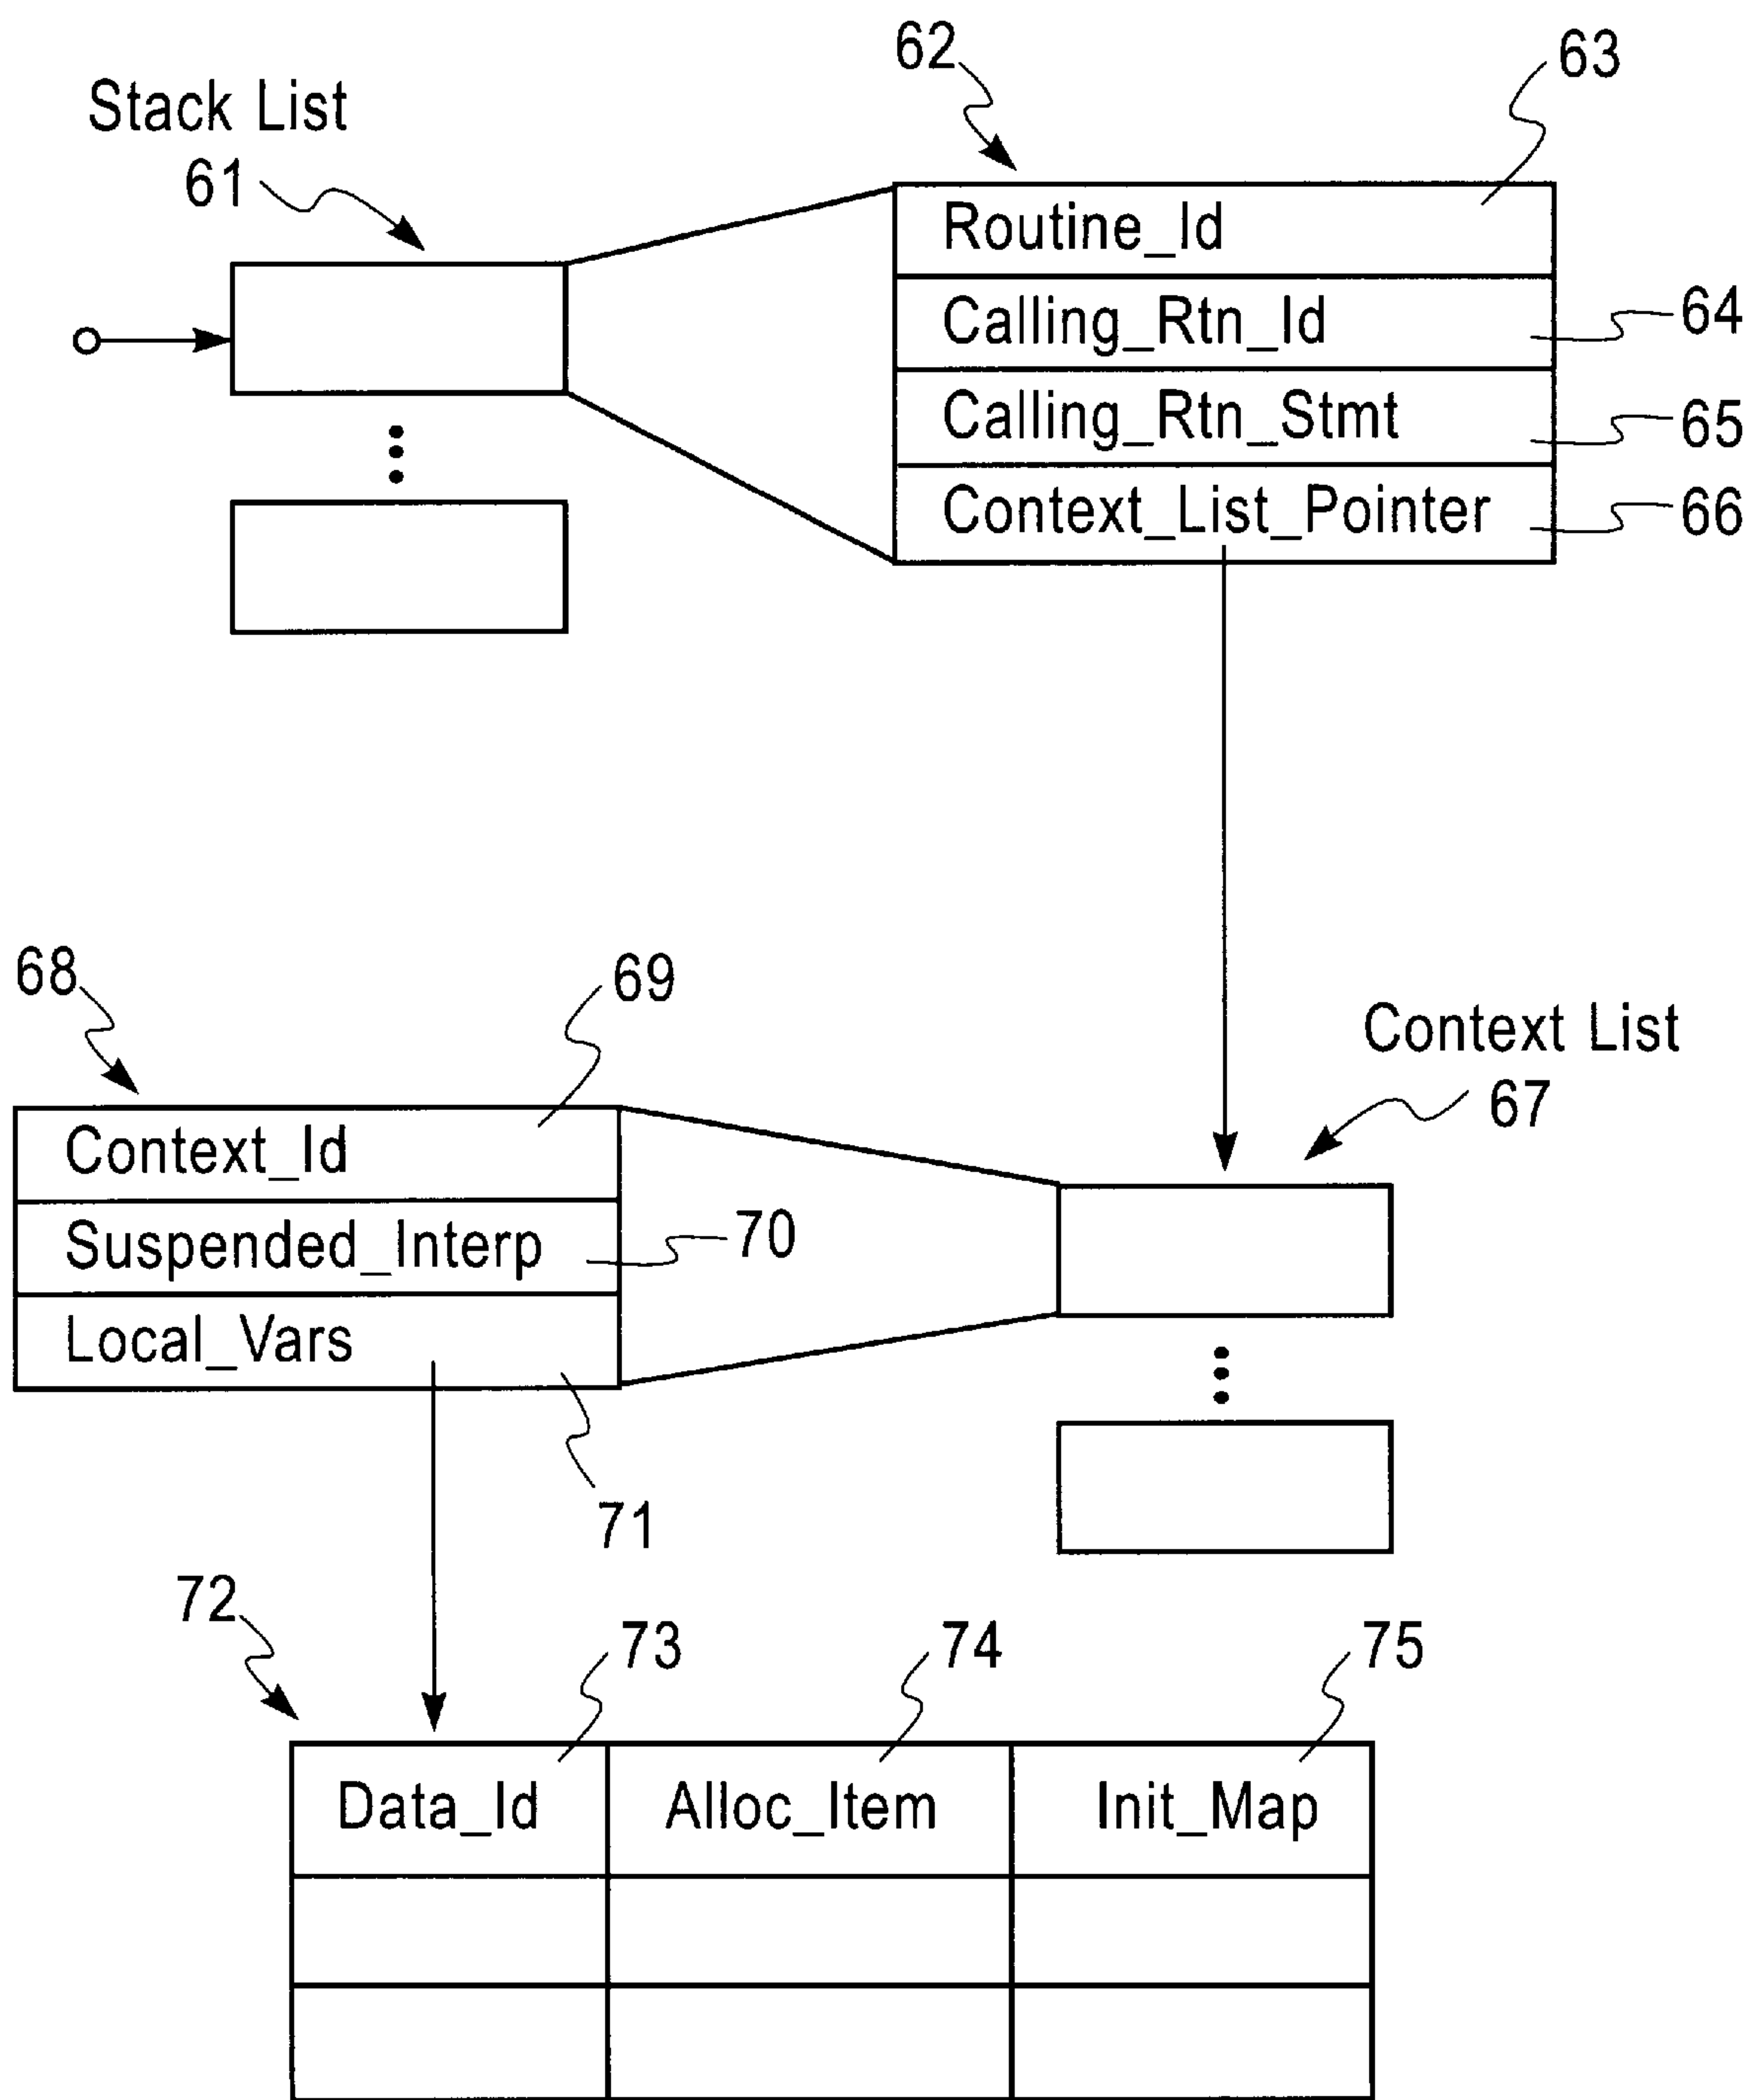 62
63
Stack List
61
Routine_Id
Calling_Rtn_Id
64
Calling_Rtn_Stmt
65
Context_List_Pointer
66
68
69
Context List
67
Context_Id
Suspended_Interp
70
Local_Vars
71
72
73
74
75
Data_Id
Alloc_Item
Init_Map